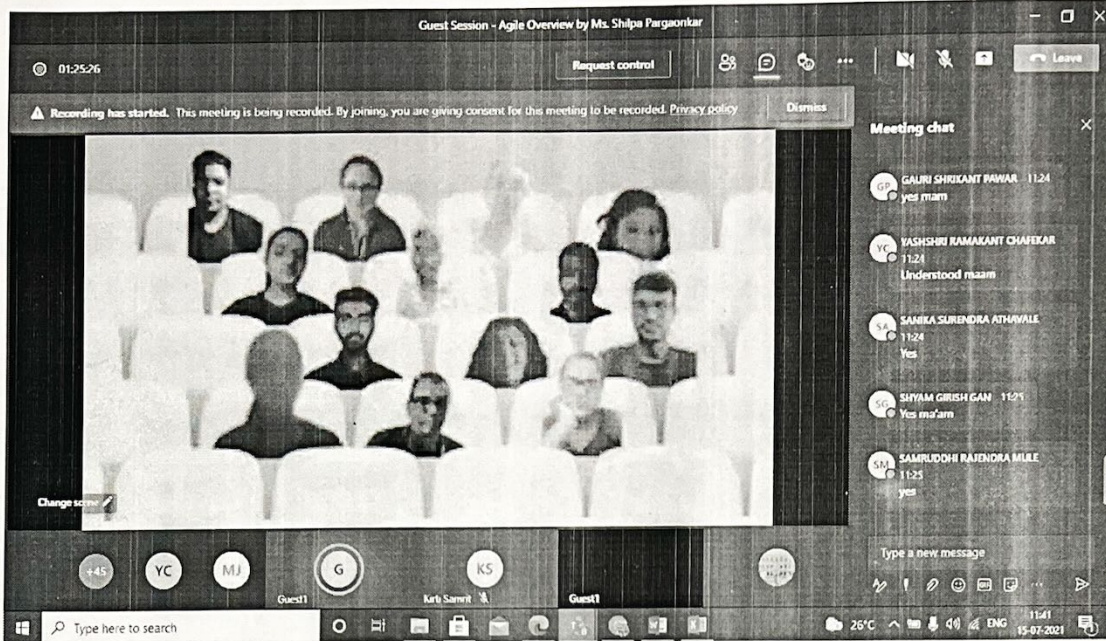 Guest Session - Agile Overview by Ms. Shilpa Pargaonkar
01:25:26
Request control
Leave
Recording has started. This meeting is being recorded. By joining, you are giving consent for this meeting to be recorded. Privacy policy
Dismiss
Meeting chat
GP
GAURI SHRIKANT PAWAR 11:24
yes mam
YC
YASHSHRI RAMAKANT CHAFEKAR
11:24
Understood maam
SA
SANIKA SURENDRA ATHAVALE
11:24
Yes
SG
SHYAM GIRISH GAN 11:25
Yes ma'am
SM
SAMRUDDHI RAJENDRA MULE
11:25
yes
Change scene
+45
YC
MJ
G
KS
Guest1
Kirti Samrit
Guest1
Type a new message
GIF
Type here to search
26°C
ENG
11:41
15-07-2021